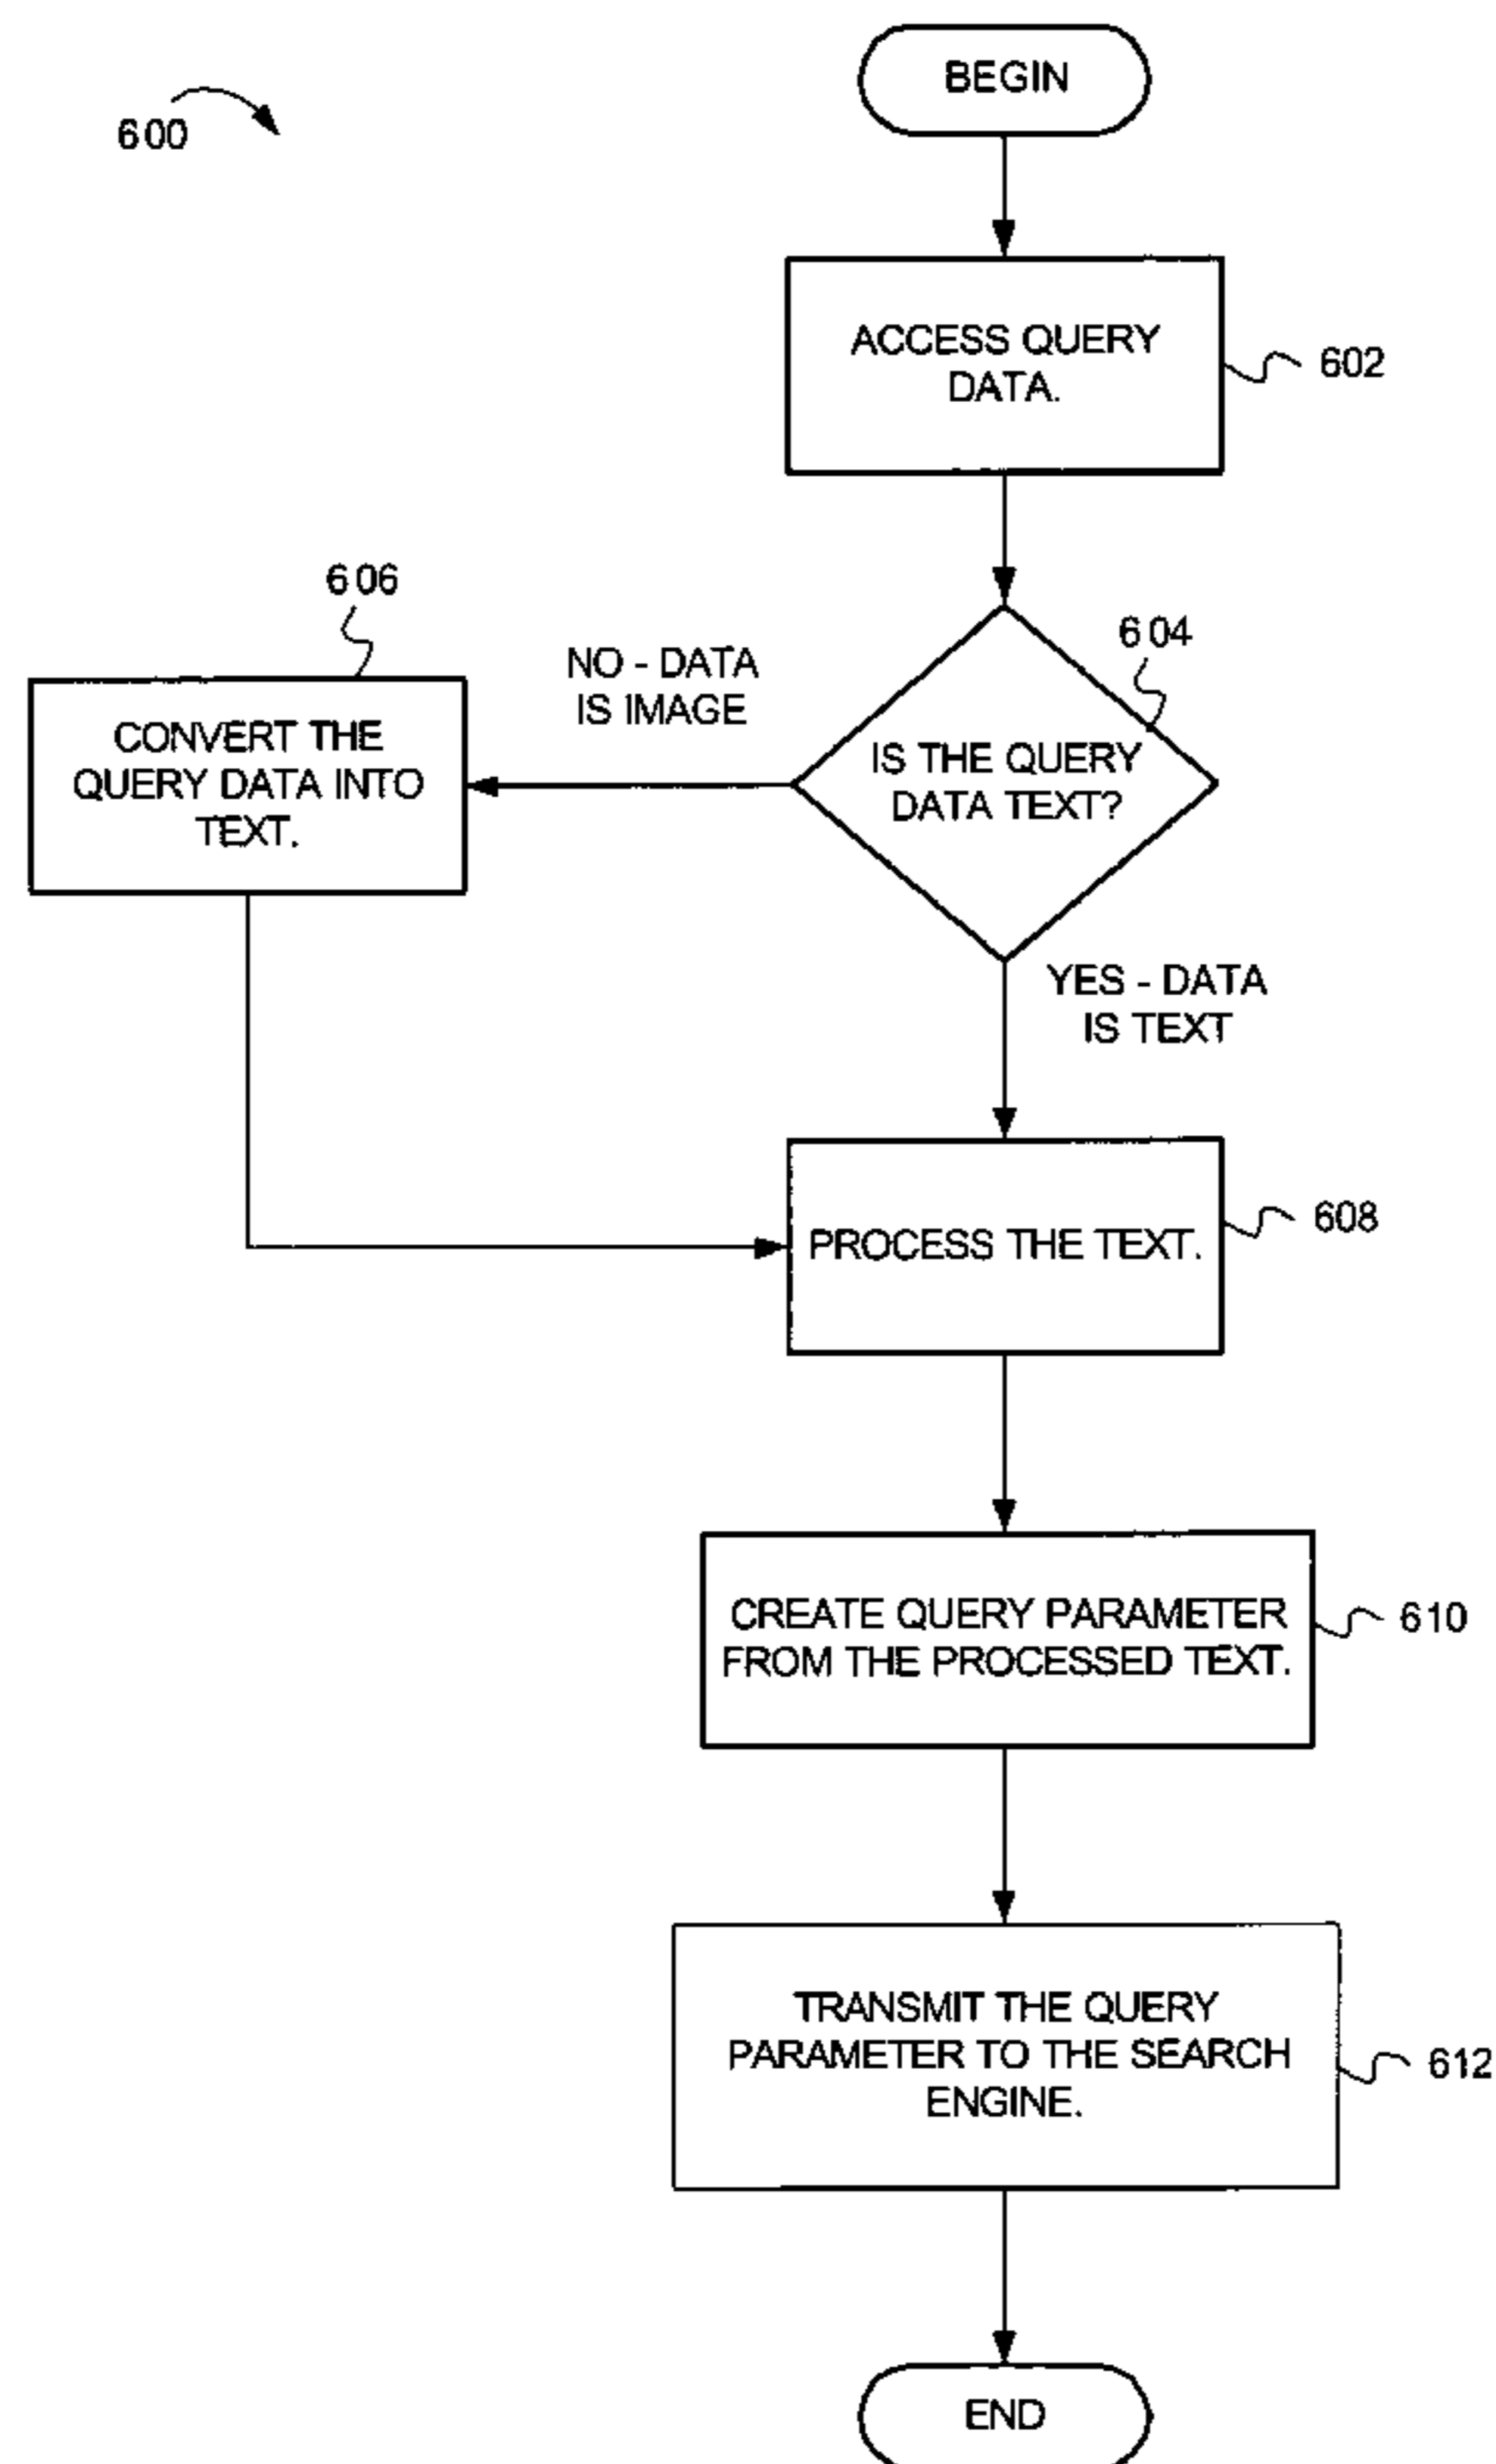 BEGIN
600
ACCESS QUERY
DATA.
602
606
604
NO - DATA
IS IMAGE
CONVERT THE
QUERY DATA INTO
TEXT.
IS THE QUERY
DATA TEXT?
YES - DATA
IS TEXT
PROCESS THE TEXT.
608
CREATE QUERY PARAMETER
FROM THE PROCESSED TEXT.
610
TRANSMIT THE QUERY
PARAMETER TO THE SEARCH
ENGINE.
612
END